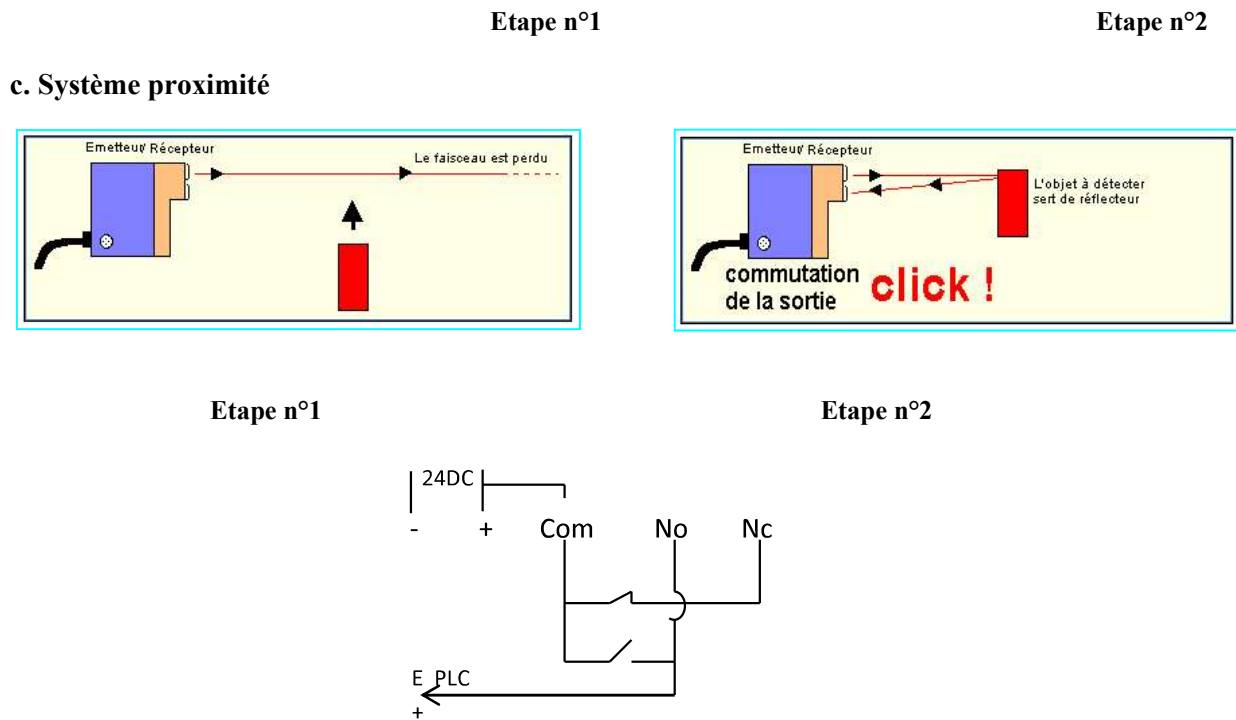 Etape n°1 Etape n°2
c. Système proximité
Emetteur/ Récepteur
Le faisceau est perdu
Emetteur/ Récepteur
L'objet à détecter
sert de réflecteur
commutation
de la sortie
click !
Etape n°1 Etape n°2
24DC
- + Com No Nc
E PLC
+